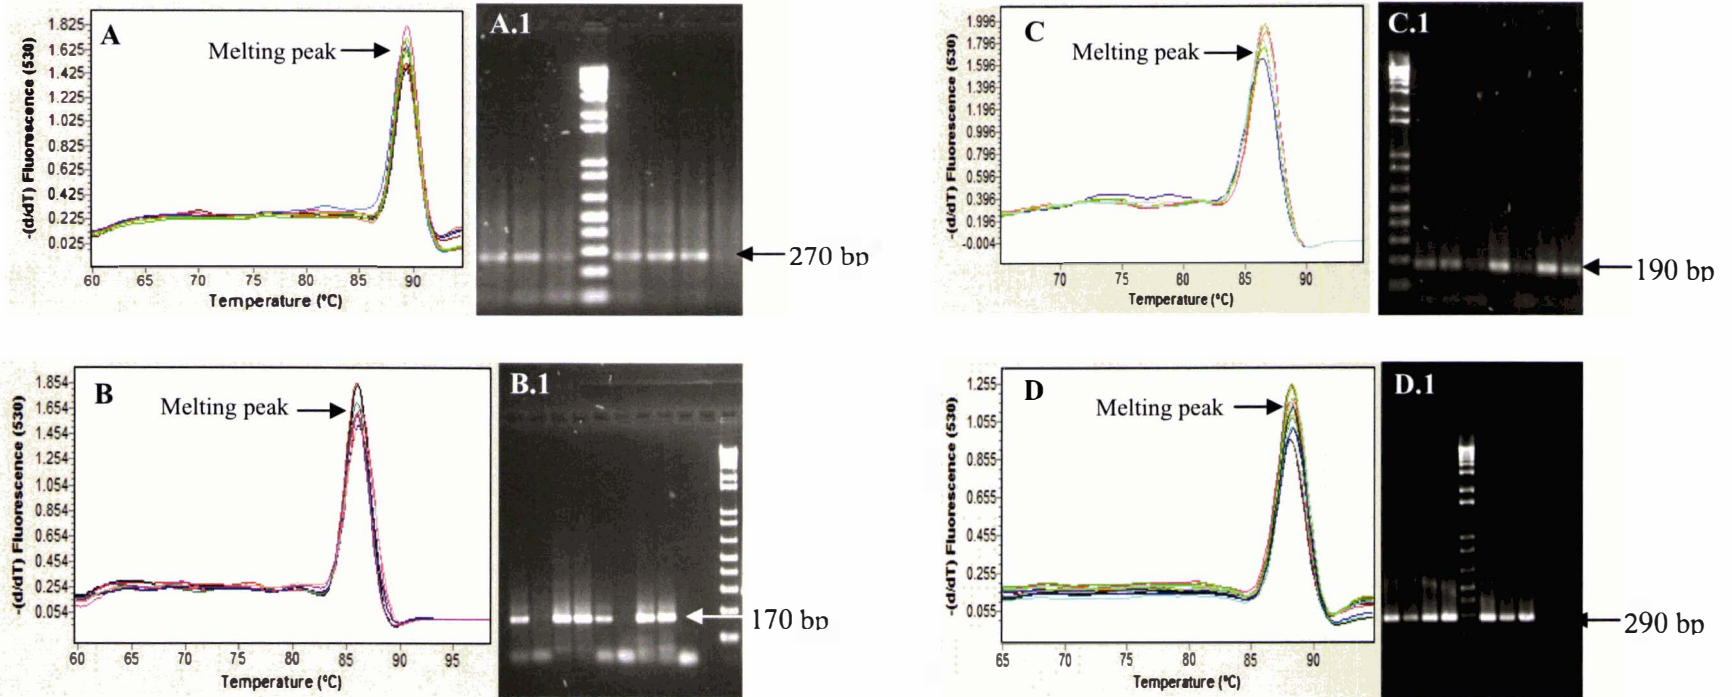 A
Melting peak
-(d/dT) Fluorescence (530)
1.825
1.625
1.425
1.225
1.025
0.825
0.625
0.425
0.225
0.025
60 65 70 75 80 85 90
Temperature (°C)
A.1
270 bp
C
Melting peak
-(d/dT) Fluorescence (530)
1.996
1.796
1.596
1.396
1.196
0.996
0.796
0.596
0.396
0.196
-0.004
70 75 80 85 90
Temperature (°C)
C.1
190 bp
B
Melting peak
-(d/dT) Fluorescence (530)
1.854
1.654
1.454
1.254
1.054
0.854
0.654
0.454
0.254
0.054
60 65 70 75 80 85 90 95
Temperature (°C)
B.1
170 bp
D
Melting peak
-(d/dT) Fluorescence (530)
1.255
1.055
0.855
0.655
0.455
0.255
0.055
65 70 75 80 85 90
Temperature (°C)
D.1
290 bp